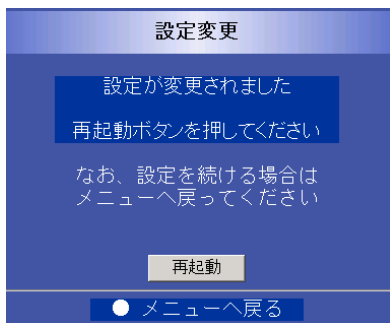 設定変更
設定が変更されました
再起動ボタンを押してください
なお、設定を続ける場合は
メニューへ戻ってください
再起動
● メニューへ戻る